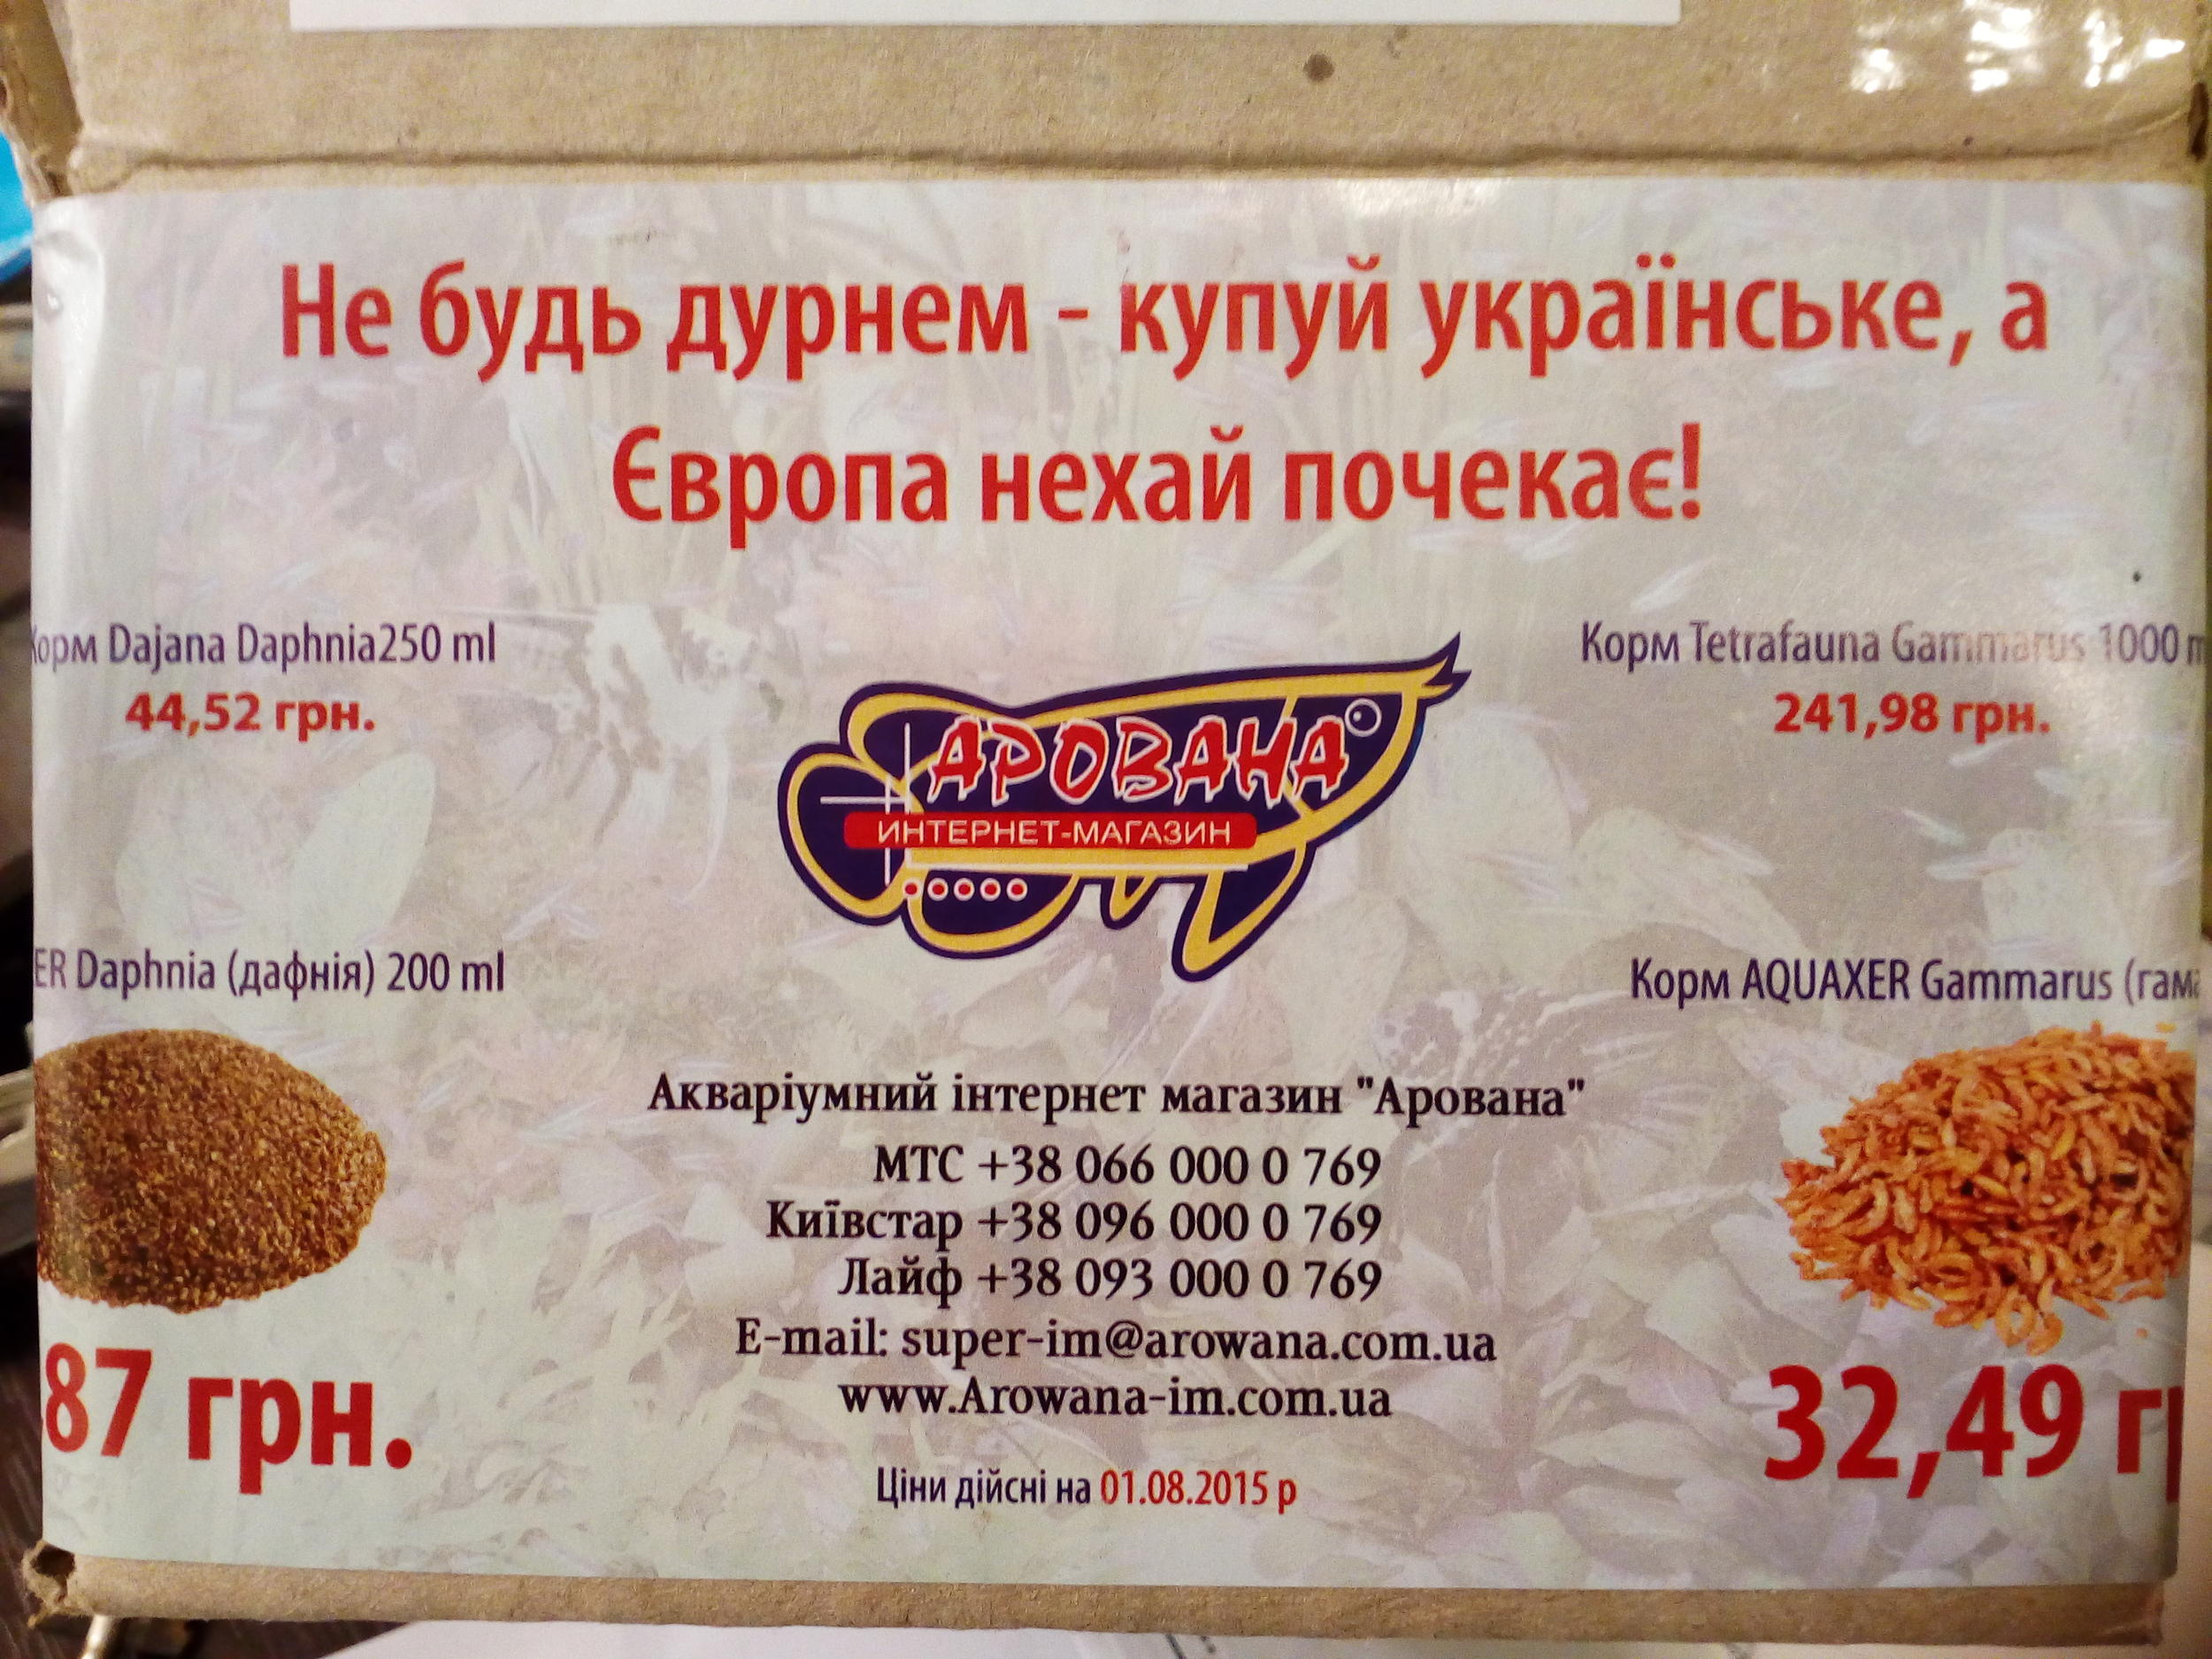 Не будь дурнем - купуй українське, а
Європа нехай почекає!
Корм Dajana Daphnia250 ml
44,52 грн.
Корм Tetrafauna Gammarus 1000
241,98 грн.
АРОВАНА
ИНТЕРНЕТ-МАГАЗИН
ER Daphnia (дафнія) 200 ml
Корм AQUAXER Gammarus (гама
Акваріумний інтернет магазин "Арована"
МТС +38 066 000 0 769
Київстар +38 096 000 0 769
Лайф +38 093 000 0 769
E-mail: super-im@arowana.com.ua
www.Arowana-im.com.ua
87 грн.
32,49 г
Ціни дійсні на 01.08.2015 р